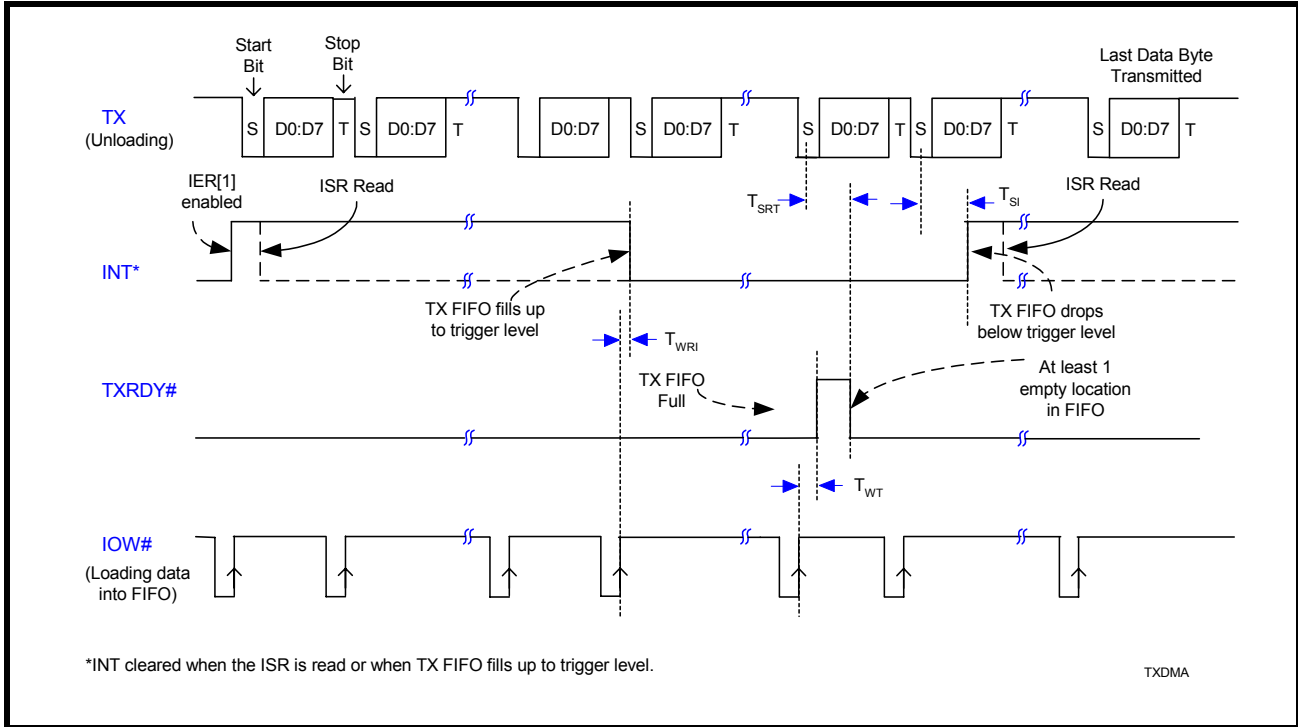 Start
Bit
Stop
Bit
Last Data Byte
Transmitted
TX
(Unloading)
S D0:D7 T S D0:D7 T D0:D7 S D0:D7 T S D0:D7 T S D0:D7 T S D0:D7 T
IER[1]
enabled
ISR Read
T_SRT
T_SI
ISR Read
INT*
TX FIFO fills up
to trigger level
TX FIFO drops
below trigger level
T_WRI
TXRDY#
TX FIFO
Full
At least 1
empty location
in FIFO
T_WT
IOW#
(Loading data
into FIFO)
*INT cleared when the ISR is read or when TX FIFO fills up to trigger level.
TXDMA